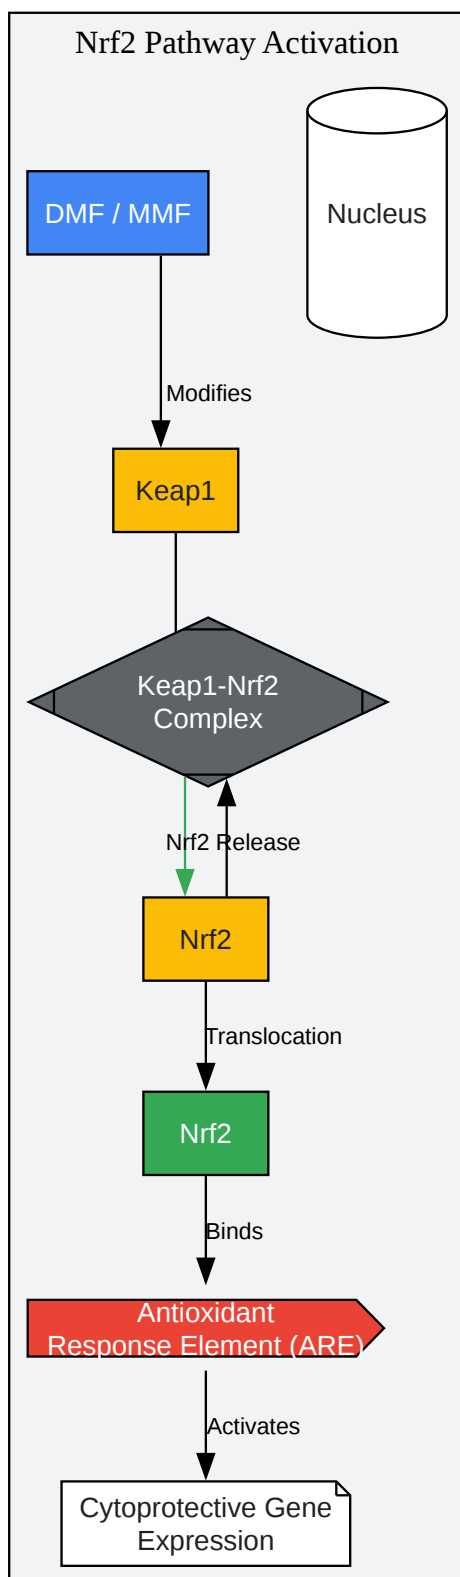 Nrf2 Pathway Activation
DMF / MMF
Nucleus
Modifies
Keap1
Keap1-Nrf2
Complex
Nrf2 Release
Nrf2
Translocation
Nrf2
Binds
Antioxidant
Response Element (ARE)
Activates
Cytoprotective Gene
Expression